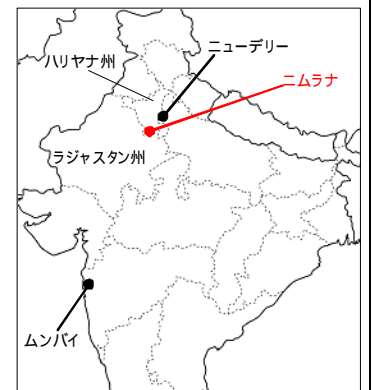 ニューデリー
ハリヤナ州
ニムラナ
ラジャスタン州
ムンバイ